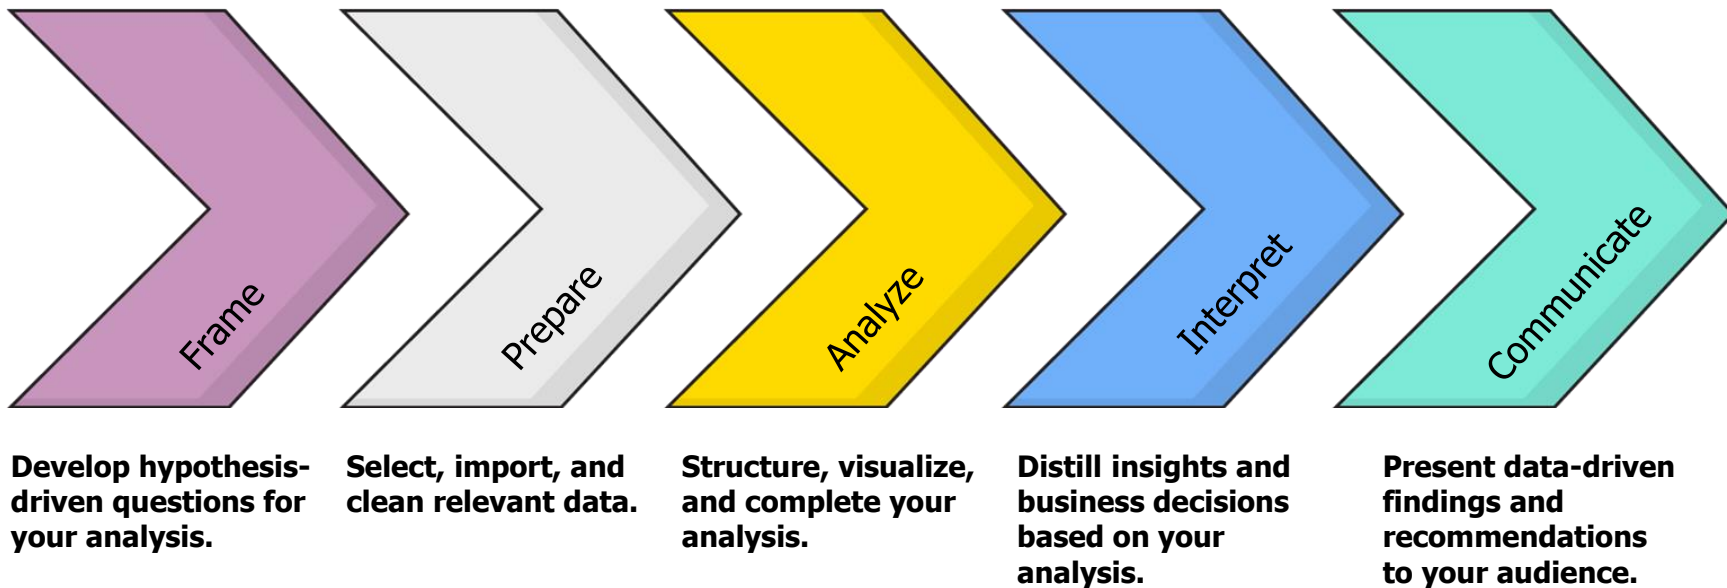 Frame
Prepare
Analyze
Interpret
Communicate
Develop hypothesis-
driven questions for
your analysis.
Select, import, and
clean relevant data.
Structure, visualize,
and complete your
analysis.
Distill insights and
business decisions
based on your
analysis.
Present data-driven
findings and
recommendations
to your audience.